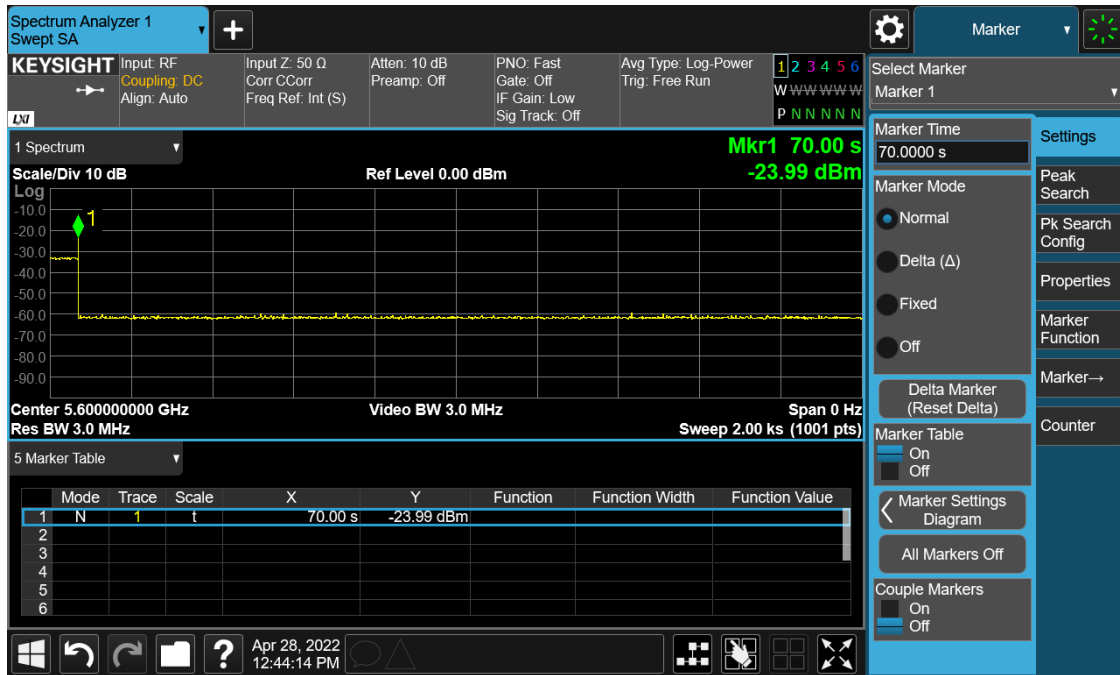 Spectrum Analyzer 1
Swept SA
+
Marker
KEYSIGHT
LXI
Input: RF
Coupling: DC
Align: Auto
Input Z: 50 Ω
Corr CCorr
Freq Ref: Int (S)
Atten: 10 dB
Preamp: Off
PNO: Fast
Gate: Off
IF Gain: Low
Sig Track: Off
Avg Type: Log-Power
Trig: Free Run
1 2 3 4 5 6
W W W W W W
P N N N N N
Select Marker
Marker 1
1 Spectrum
Mkr1 70.00 s
-23.99 dBm
Scale/Div 10 dB
Ref Level 0.00 dBm
Log
-10.0
-20.0
-30.0
-40.0
-50.0
-60.0
-70.0
-80.0
-90.0
1
Center 5.600000000 GHz
Video BW 3.0 MHz
Span 0 Hz
Res BW 3.0 MHz
Sweep 2.00 ks (1001 pts)
5 Marker Table
Mode Trace Scale X Y Function Function Width Function Value
1 N 1 t 70.00 s -23.99 dBm
2
3
4
5
6
Marker Time
70.0000 s
Marker Mode
Normal
Delta (Δ)
Fixed
Off
Delta Marker
(Reset Delta)
Marker Table
On
Off
Marker Settings
Diagram
All Markers Off
Couple Markers
On
Off
Settings
Peak
Search
Pk Search
Config
Properties
Marker
Function
Marker→
Counter
?
Apr 28, 2022
12:44:14 PM